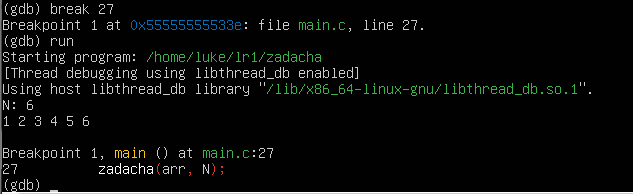 (gdb) break 27
Breakpoint 1 at 0x55555555533e: file main.c, line 27.
(gdb) run
Starting program: /home/luke/lr1/zadacha
[Thread debugging using libthread_db enabled]
Using host libthread_db library "/lib/x86_64-linux-gnu/libthread_db.so.1".
N: 6
1 2 3 4 5 6
Breakpoint 1, main () at main.c:27
27 zadacha(arr, N);
(gdb) _